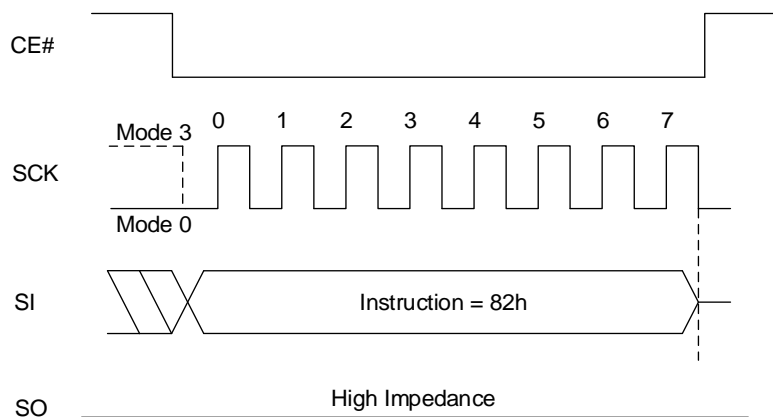 CE#
Mode 3 0 1 2 3 4 5 6 7
SCK
Mode 0
SI Instruction = 82h
SO High Impedance